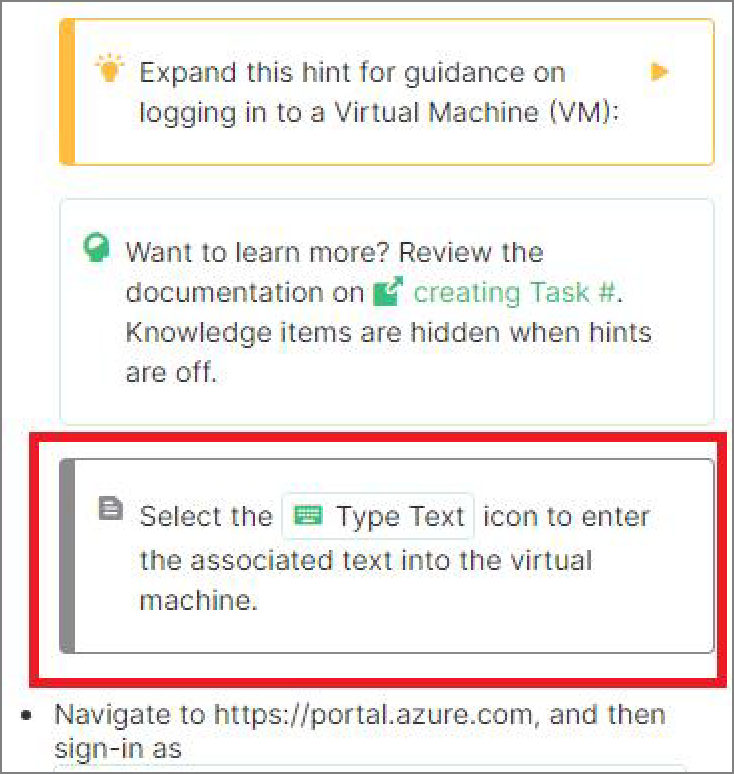 Expand this hint for guidance on
logging in to a Virtual Machine (VM):
Want to learn more? Review the
documentation on creating Task #.
Knowledge items are hidden when hints
are off.
Select the Type Text icon to enter
the associated text into the virtual
machine.
• Navigate to https://portal.azure.com, and then
sign-in as